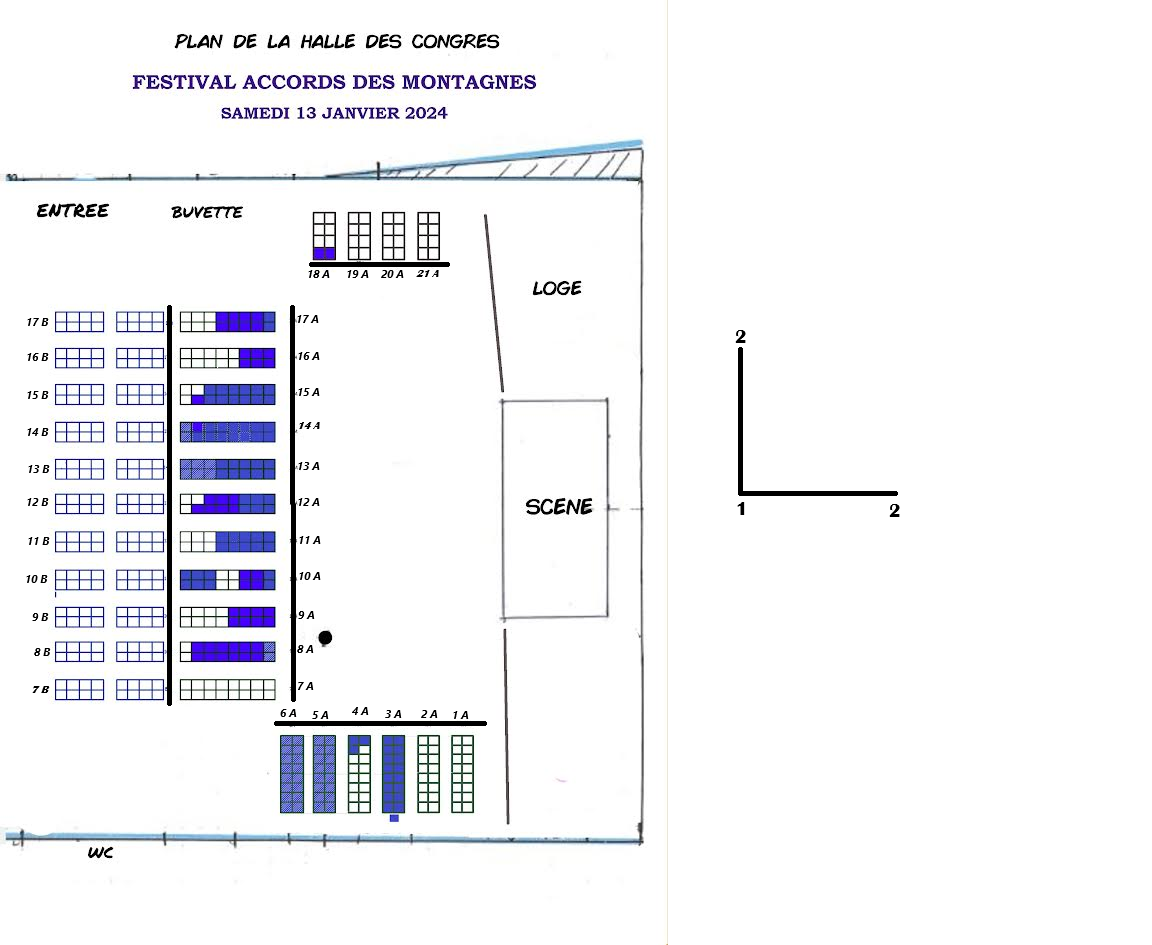 PLAN DE LA HALLE DES CONGRES
FESTIVAL ACCORDS DES MONTAGNES
SAMEDI 13 JANVIER 2024
ENTREE BUVETTE
18 A 19 A 20 A 21 A
LOGE
17 B 17 A
16 B 16 A
15 B 15 A
14 B 14 A
13 B 13 A
12 B 12 A
SCENE
11 B 11 A
10 B 10 A
9 B 9 A
8 B 8 A
7 B 7 A
6 A 5 A 4 A 3 A 2 A 1 A
WC
2
1 2